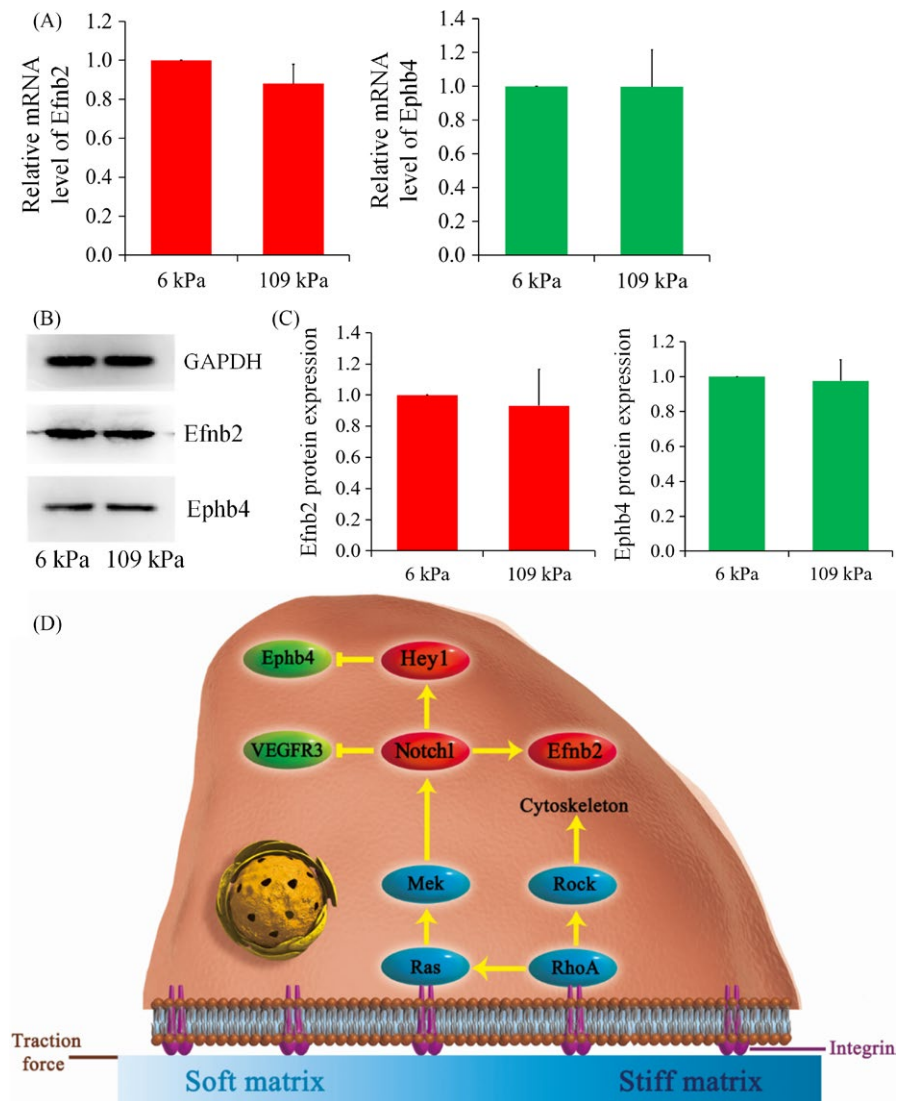 (A)
Relative mRNA
level of Efnb2
1.2
1.0
0.8
0.6
0.4
0.2
0.0
6 kPa
109 kPa
Relative mRNA
level of Ephb4
1.4
1.2
1.0
0.8
0.6
0.4
0.2
0.0
6 kPa
109 kPa
(B)
GAPDH
Efnb2
Ephb4
6 kPa 109 kPa
(C)
Efnb2 protein expression
1.4
1.2
1.0
0.8
0.6
0.4
0.2
0.0
6 kPa
109 kPa
Ephb4 protein expression
1.2
1.0
0.8
0.6
0.4
0.2
0.0
6 kPa
109 kPa
(D)
Ephb4
Hey1
VEGFR3
Notch1
Efnb2
Cytoskeleton
Mek
Rock
Ras
RhoA
Traction
force
Integrin
Soft matrix
Stiff matrix